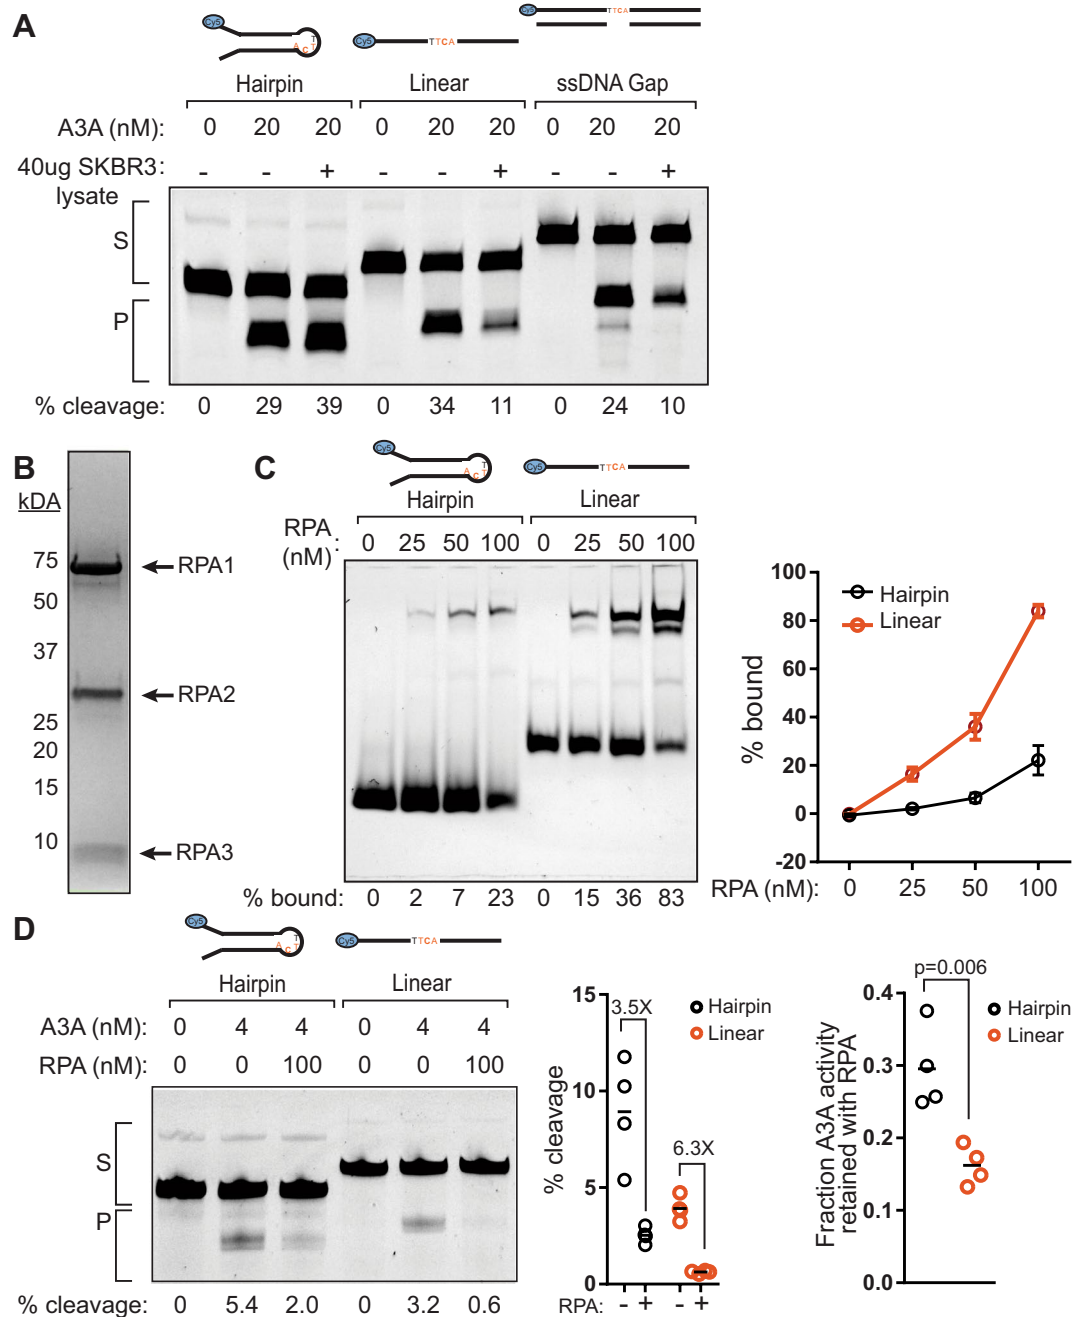 A
Cy5
T
T
C
A
Cy5
TTCA
Cy5
TTCA
Hairpin Linear ssDNA Gap
A3A (nM): 0 20 20 0 20 20 0 20 20
40ug SKBR3: - - + - - + - - +
lysate
S
P
% cleavage: 0 29 39 0 34 11 0 24 10
B
kDA
75
50
37
25
20
15
10
RPA1
RPA2
RPA3
C
Cy5
T
T
C
A
Cy5
TTCA
Hairpin Linear
RPA
(nM) : 0 25 50 100 0 25 50 100
% bound: 0 2 7 23 0 15 36 83
% bound
100
80
60
40
20
0
-20
Hairpin
Linear
RPA (nM): 0 25 50 100
D
Cy5
T
T
C
A
Cy5
TTCA
Hairpin Linear
A3A (nM): 0 4 4 0 4 4
RPA (nM): 0 0 100 0 0 100
S
P
% cleavage: 0 5.4 2.0 0 3.2 0.6
% cleavage
15
10
5
0
3.5X
6.3X
Hairpin
Linear
RPA: - + - +
Fraction A3A activity
retained with RPA
0.4
0.3
0.2
0.1
0.0
p=0.006
Hairpin
Linear